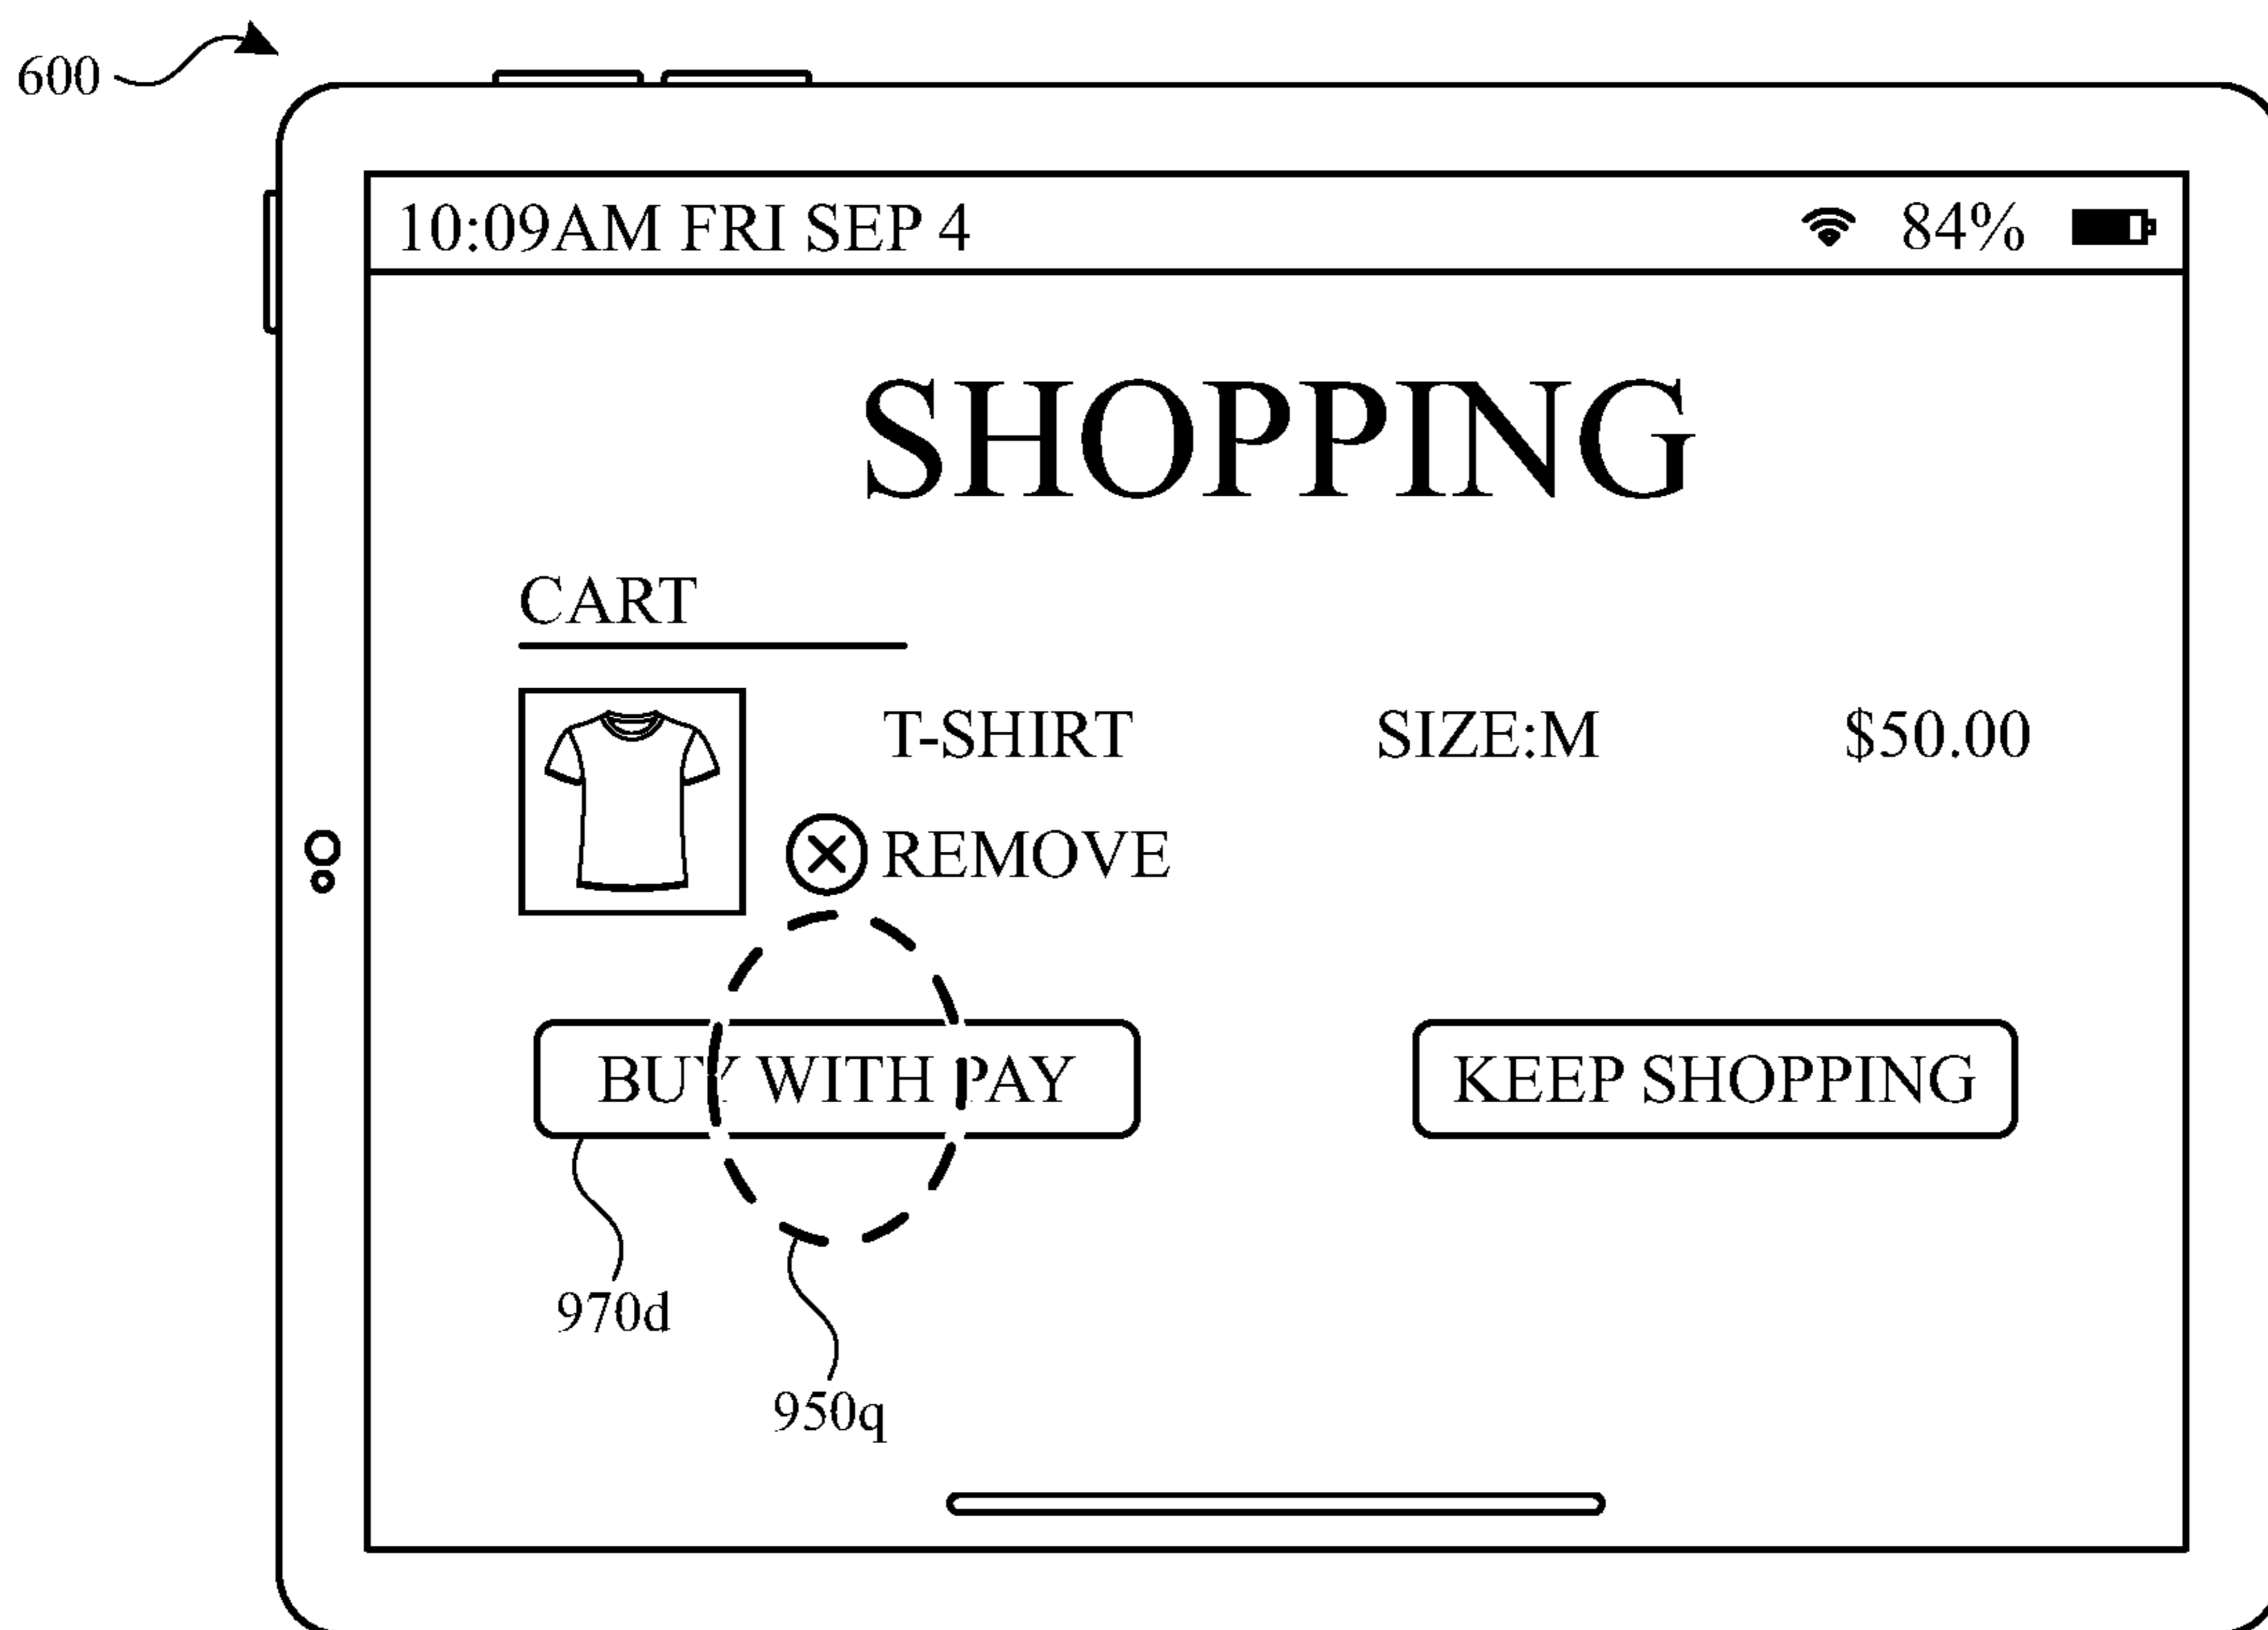 600
10:09AM FRI SEP 4 84%
SHOPPING
CART
T-SHIRT SIZE:M $50.00
REMOVE
BUY WITH PAY KEEP SHOPPING
970d
950q